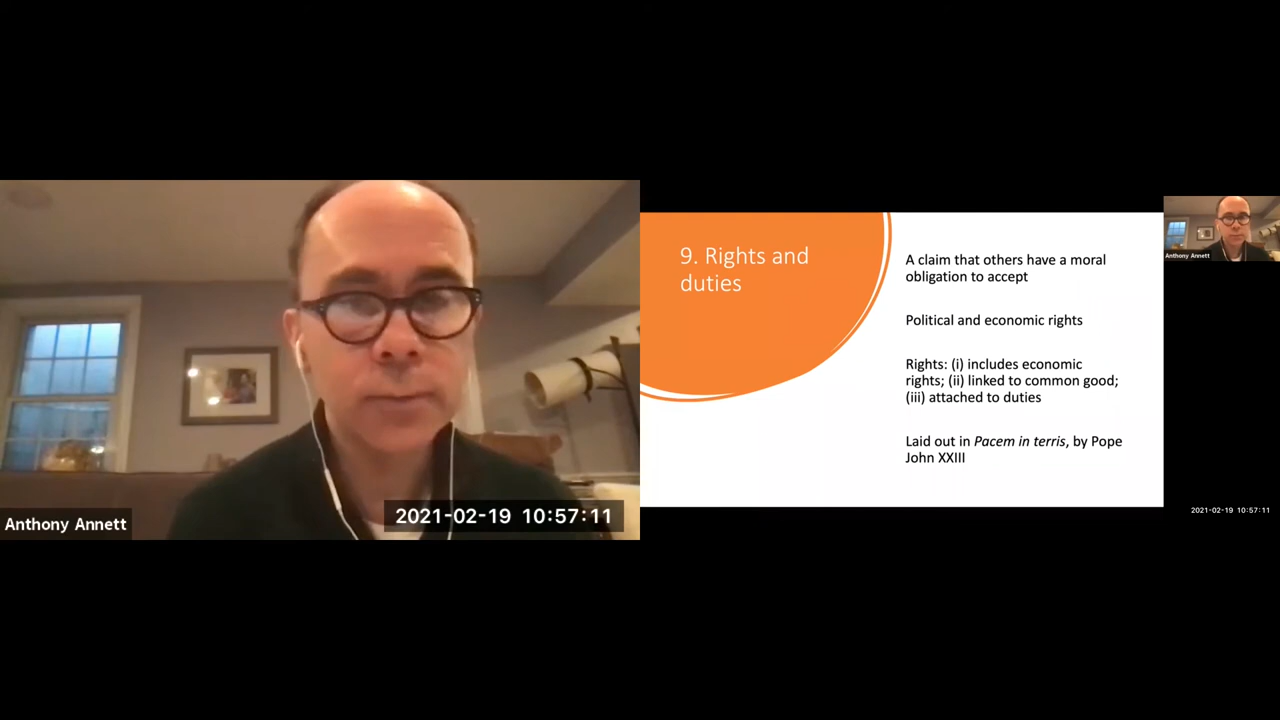 Anthony Annett
2021-02-19 10:57:11
9. Rights and
duties
A claim that others have a moral
obligation to accept
Political and economic rights
Rights: (i) includes economic
rights; (ii) linked to common good;
(iii) attached to duties
Laid out in Pacem in terris, by Pope
John XXIII
Anthony Annett
2021-02-19 10:57:11